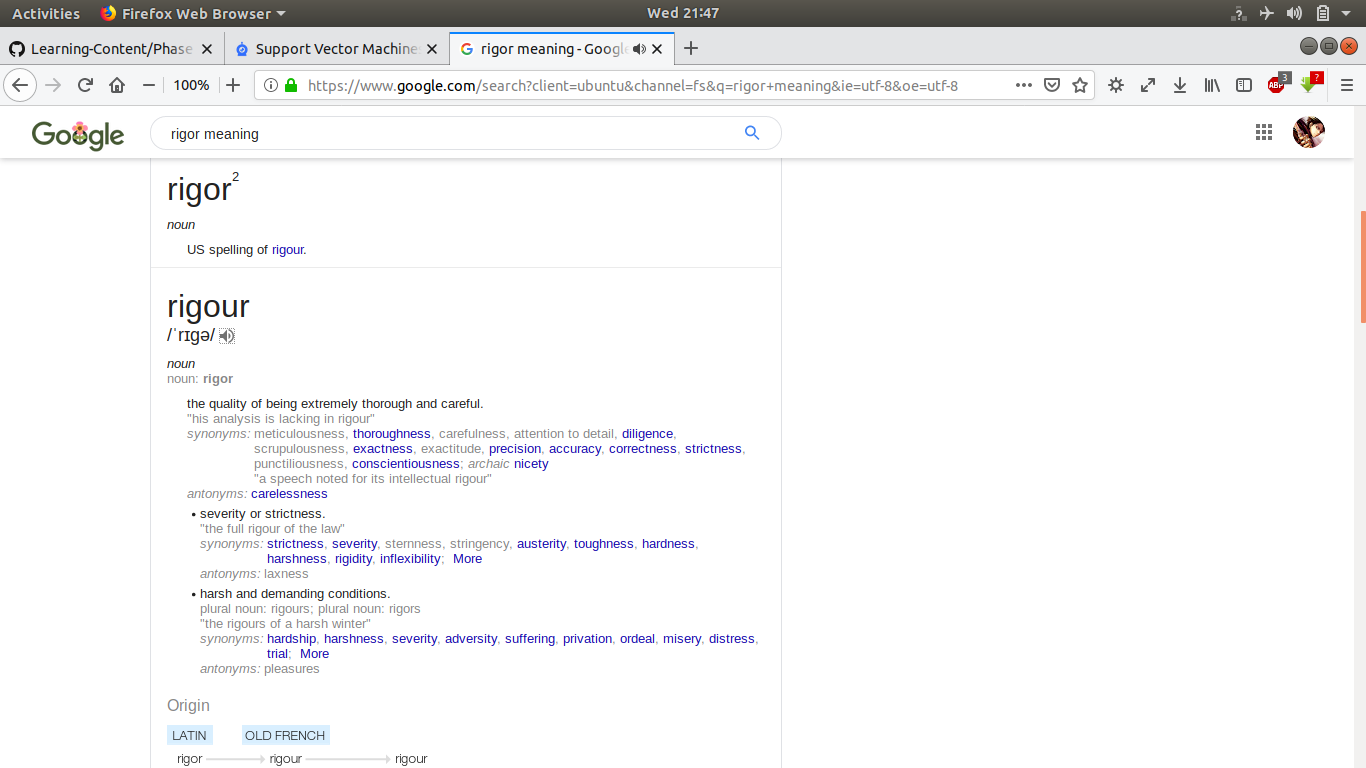 Activities Firefox Web Browser Wed 21:47
Learning-Content/Phase Support Vector Machines rigor meaning - Google
100% https://www.google.com/search?client=ubuntu&channel=fs&q=rigor+meaning&ie=utf-8&oe=utf-8 ABP 3 ?
Google rigor meaning
rigor2
noun
US spelling of rigour.
rigour
/ˈrɪɡə/
noun
noun: rigor
the quality of being extremely thorough and careful.
"his analysis is lacking in rigour"
synonyms: meticulousness, thoroughness, carefulness, attention to detail, diligence,
scrupulousness, exactness, exactitude, precision, accuracy, correctness, strictness,
punctiliousness, conscientiousness; archaic nicety
"a speech noted for its intellectual rigour"
antonyms: carelessness
• severity or strictness.
"the full rigour of the law"
synonyms: strictness, severity, sternness, stringency, austerity, toughness, hardness,
harshness, rigidity, inflexibility; More
antonyms: laxness
• harsh and demanding conditions.
plural noun: rigours; plural noun: rigors
"the rigours of a harsh winter"
synonyms: hardship, harshness, severity, adversity, suffering, privation, ordeal, misery, distress,
trial; More
antonyms: pleasures
Origin
LATIN OLD FRENCH
rigor rigour rigour